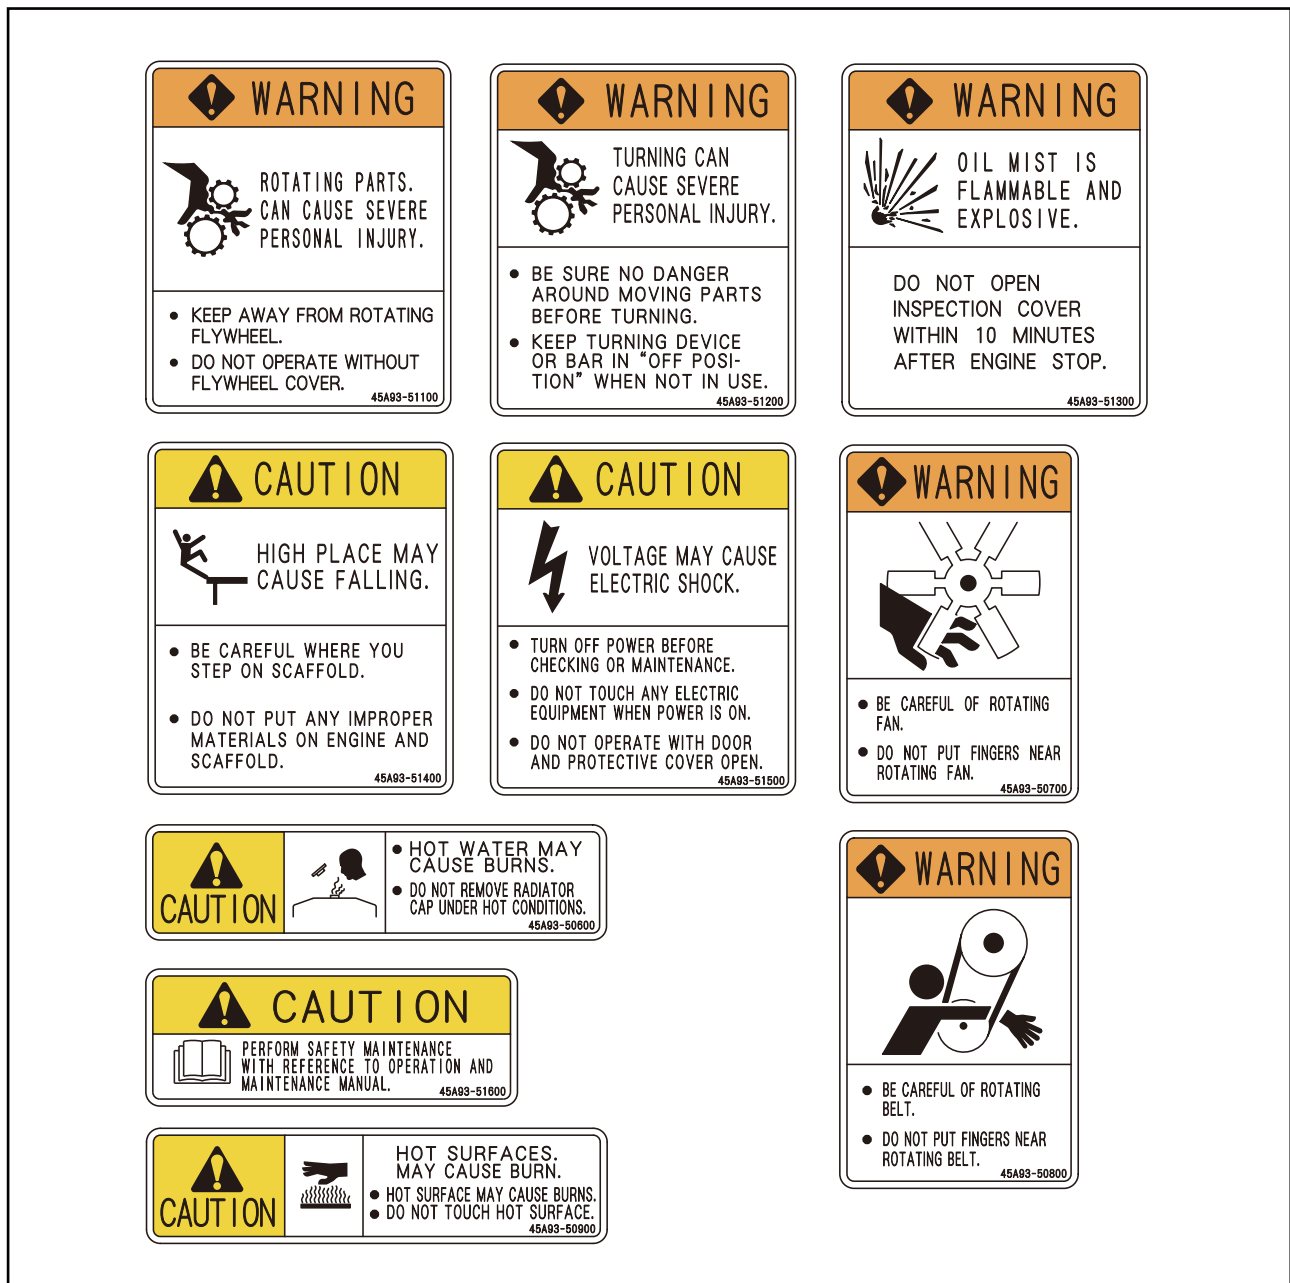 WARNING
ROTATING PARTS.
CAN CAUSE SEVERE
PERSONAL INJURY.
● KEEP AWAY FROM ROTATING
FLYWHEEL.
● DO NOT OPERATE WITHOUT
FLYWHEEL COVER.
45A93-51100
WARNING
TURNING CAN
CAUSE SEVERE
PERSONAL INJURY.
● BE SURE NO DANGER
AROUND MOVING PARTS
BEFORE TURNING.
● KEEP TURNING DEVICE
OR BAR IN “OFF POSI-
TION” WHEN NOT IN USE.
45A93-51200
WARNING
OIL MIST IS
FLAMMABLE AND
EXPLOSIVE.
DO NOT OPEN
INSPECTION COVER
WITHIN 10 MINUTES
AFTER ENGINE STOP.
45A93-51300
CAUTION
HIGH PLACE MAY
CAUSE FALLING.
● BE CAREFUL WHERE YOU
STEP ON SCAFFOLD.
● DO NOT PUT ANY IMPROPER
MATERIALS ON ENGINE AND
SCAFFOLD.
45A93-51400
CAUTION
VOLTAGE MAY CAUSE
ELECTRIC SHOCK.
● TURN OFF POWER BEFORE
CHECKING OR MAINTENANCE.
● DO NOT TOUCH ANY ELECTRIC
EQUIPMENT WHEN POWER IS ON.
● DO NOT OPERATE WITH DOOR
AND PROTECTIVE COVER OPEN.
45A93-51500
WARNING
● BE CAREFUL OF ROTATING
FAN.
● DO NOT PUT FINGERS NEAR
ROTATING FAN.
45A93-50700
CAUTION
● HOT WATER MAY
CAUSE BURNS.
● DO NOT REMOVE RADIATOR
CAP UNDER HOT CONDITIONS.
45A93-50600
WARNING
● BE CAREFUL OF ROTATING
BELT.
● DO NOT PUT FINGERS NEAR
ROTATING BELT.
45A93-50800
CAUTION
PERFORM SAFETY MAINTENANCE
WITH REFERENCE TO OPERATION AND
MAINTENANCE MANUAL.
45A93-51600
CAUTION
HOT SURFACES.
MAY CAUSE BURN.
● HOT SURFACE MAY CAUSE BURNS.
● DO NOT TOUCH HOT SURFACE.
45A93-50900